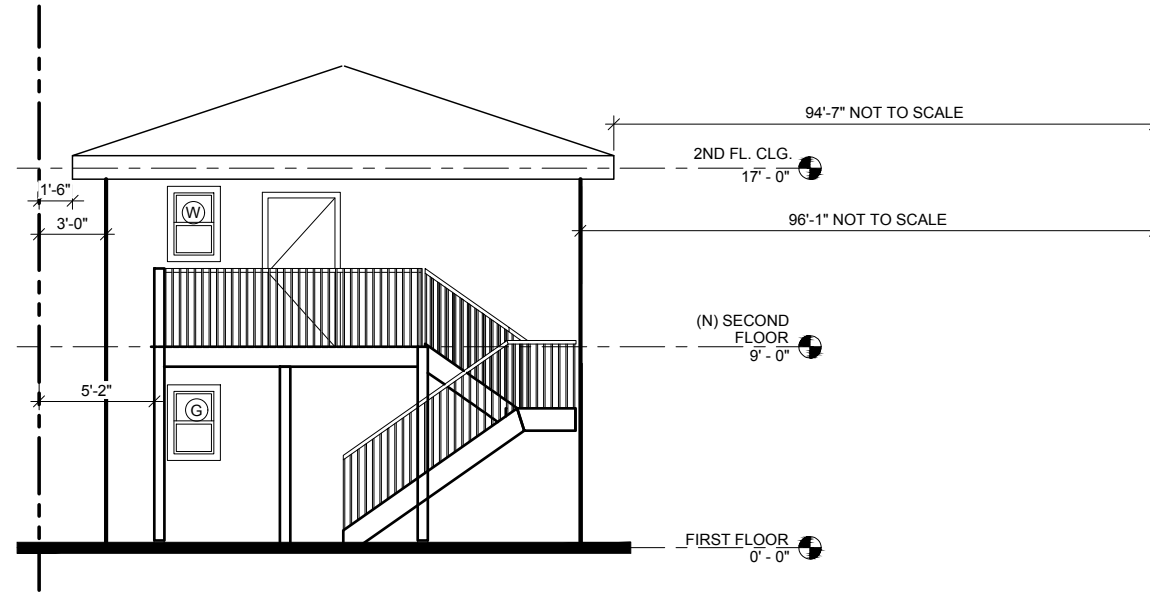 94'-7" NOT TO SCALE
2ND FL. CLG.
17' - 0"
1'-6"
W
3'-0"
96'-1" NOT TO SCALE
(N) SECOND
FLOOR
9' - 0"
5'-2"
G
FIRST FLOOR
0' - 0"